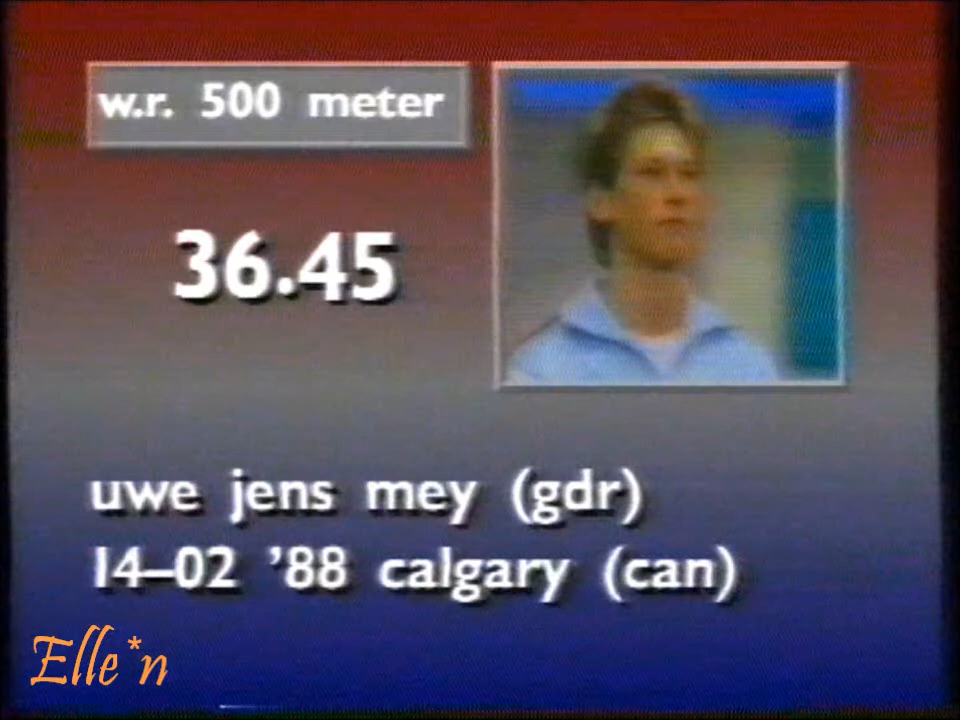 w.r. 500 meter
36.45
uwe jens mey (gdr)
14–02 '88 calgary (can)
Elle*n